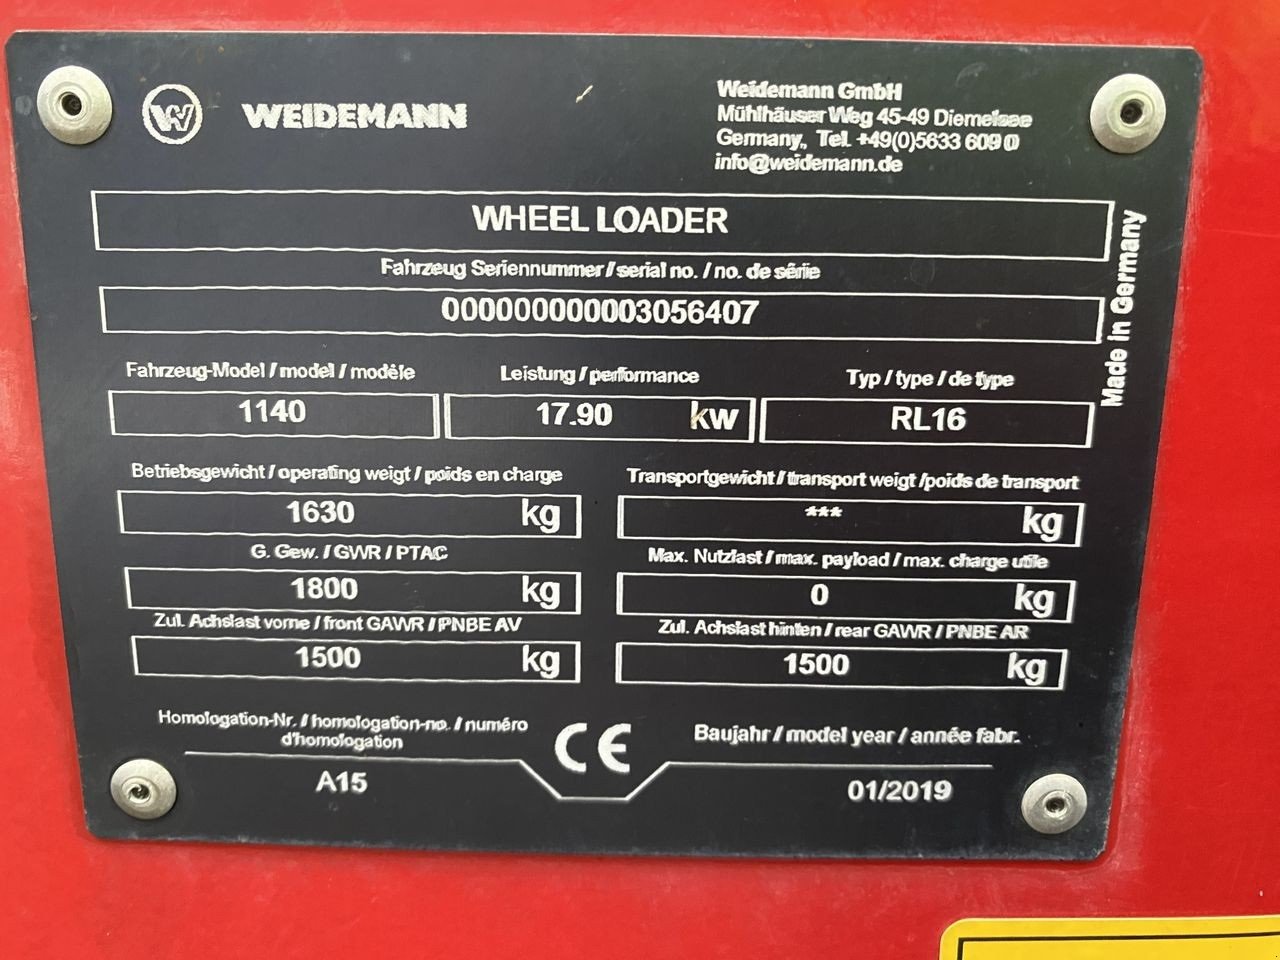 W WEIDEMANN
Weidemann GmbH
Mühlhäuser Weg 45-49 Diemelsee
Germany, Tel. +49(0)5633 609 0
info@weidemann.de
WHEEL LOADER
Fahrzeug Seriennummer / serial no. / no. de série
000000000003056407
Made in Germany
Fahrzeug-Model / model / modèle
Leistung / performance
Typ / type / de type
1140
17.90 kW
RL16
Betriebsgewicht / operating weigt / poids en charge
Transportgewicht / transport weigt /poids de transport
1630 kg
*** kg
G. Gew. / GWR / PTAC
Max. Nutzlast / max. payload / max. charge utile
1800 kg
0 kg
Zul. Achslast vorne / front GAWR / PNBE AV
Zul. Achslast hinten / rear GAWR / PNBE AR
1500 kg
1500 kg
Homologation-Nr. / homologation-no. / numéro
d'homologation
CE
Baujahr / model year / année fabr.
A15
01/2019